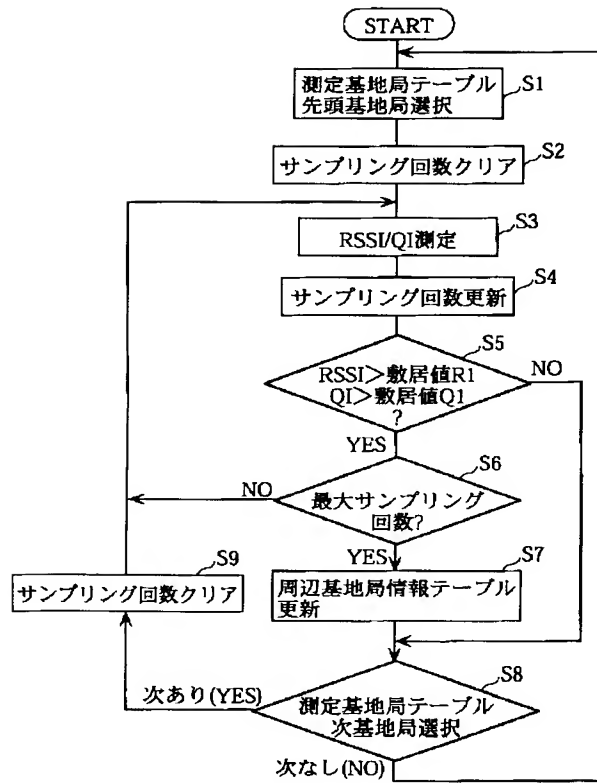 START
測定基地局テーブル
先頭基地局選択
S1
サンプリング回数クリア
S2
RSSI/QI測定
S3
サンプリング回数更新
S4
RSSI＞敷居値R1
QI＞敷居値Q1
?
S5
NO
YES
最大サンプリング
回数?
S6
NO
YES
周辺基地局情報テーブル
更新
S7
サンプリング回数クリア
S9
測定基地局テーブル
次基地局選択
S8
次あり(YES)
次なし(NO)